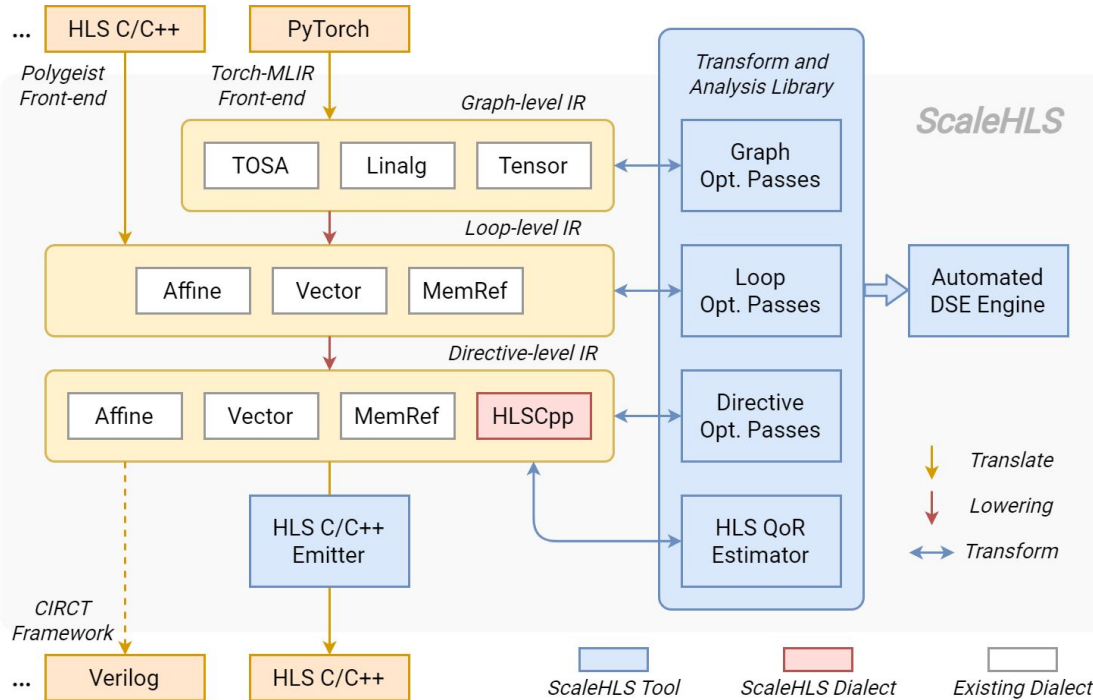 ... HLS C/C++
PyTorch
Polygeist
Front-end
Torch-MLIR
Front-end
Graph-level IR
Transform and
Analysis Library
ScaleHLS
TOSA
Linalg
Tensor
Graph
Opt. Passes
Loop-level IR
Affine
Vector
MemRef
Loop
Opt. Passes
Automated
DSE Engine
Directive-level IR
Affine
Vector
MemRef
HLSCpp
Directive
Opt. Passes
Translate
Lowering
Transform
HLS C/C++
Emitter
HLS QoR
Estimator
CIRCT
Framework
... Verilog
HLS C/C++
ScaleHLS Tool
ScaleHLS Dialect
Existing Dialect